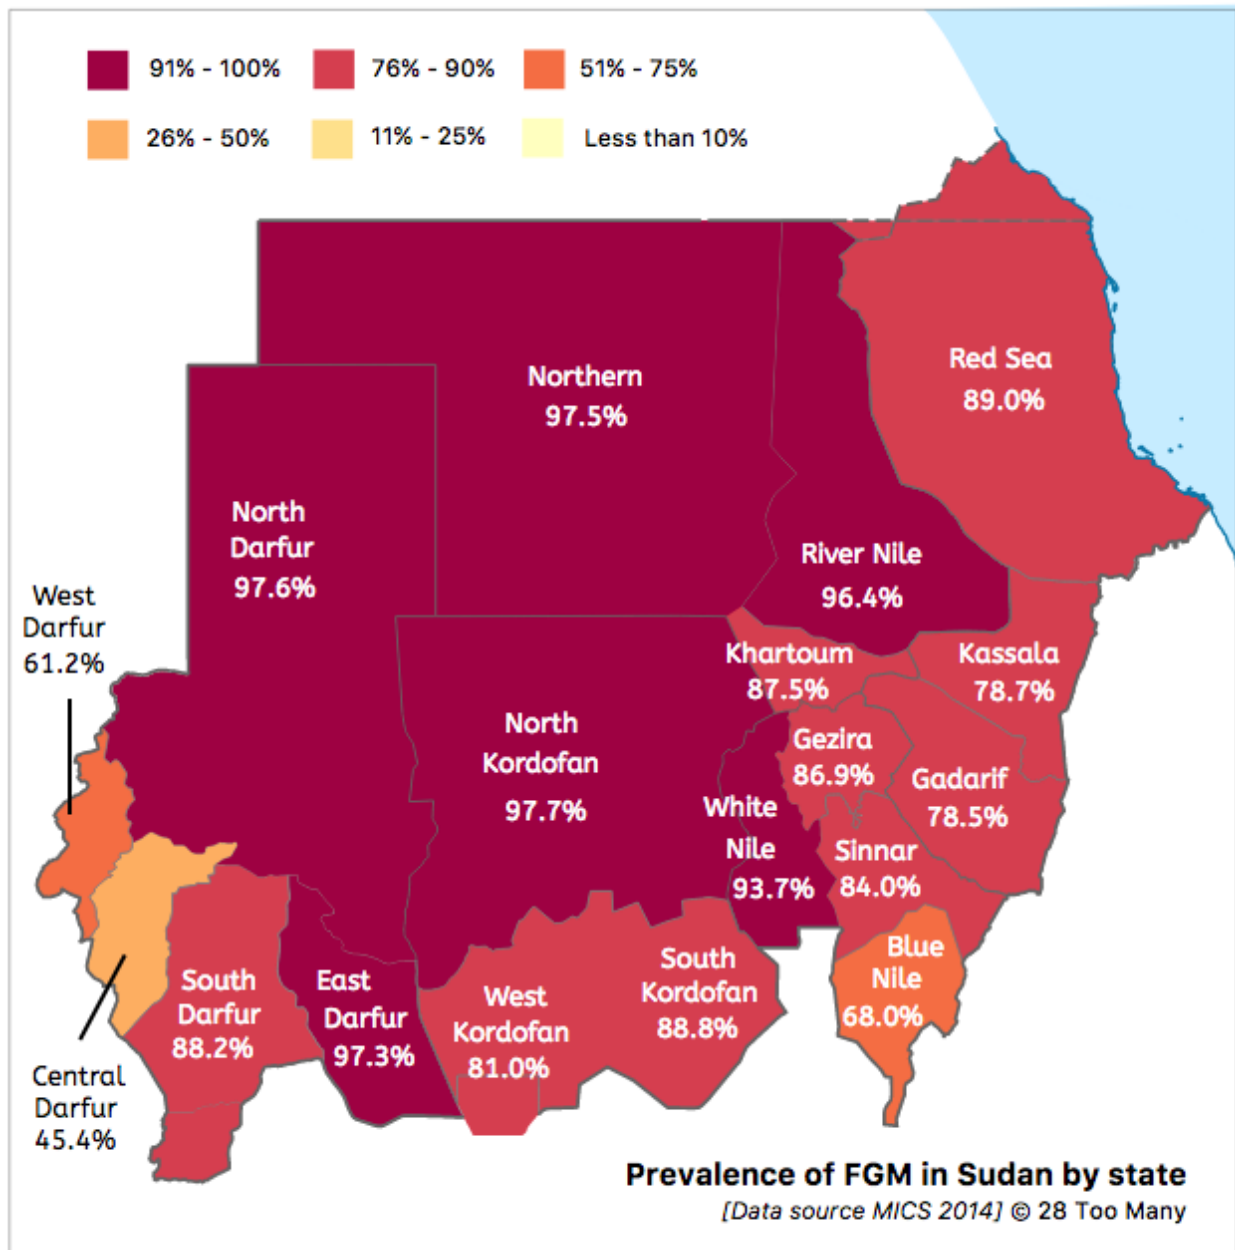 91% - 100%
76% - 90%
51% - 75%
26% - 50%
11% - 25%
Less than 10%
Red Sea
89.0%
Northern
97.5%
North
Darfur
97.6%
River Nile
96.4%
West
Darfur
61.2%
Khartoum
87.5%
Kassala
78.7%
North
Kordofan
97.7%
Gezira
86.9%
Gadarif
78.5%
White
Nile
93.7%
Sinnar
84.0%
Blue
Nile
68.0%
South
Kordofan
88.8%
West
Kordofan
81.0%
East
Darfur
97.3%
South
Darfur
88.2%
Central
Darfur
45.4%
Prevalence of FGM in Sudan by state
[Data source MICS 2014] © 28 Too Many